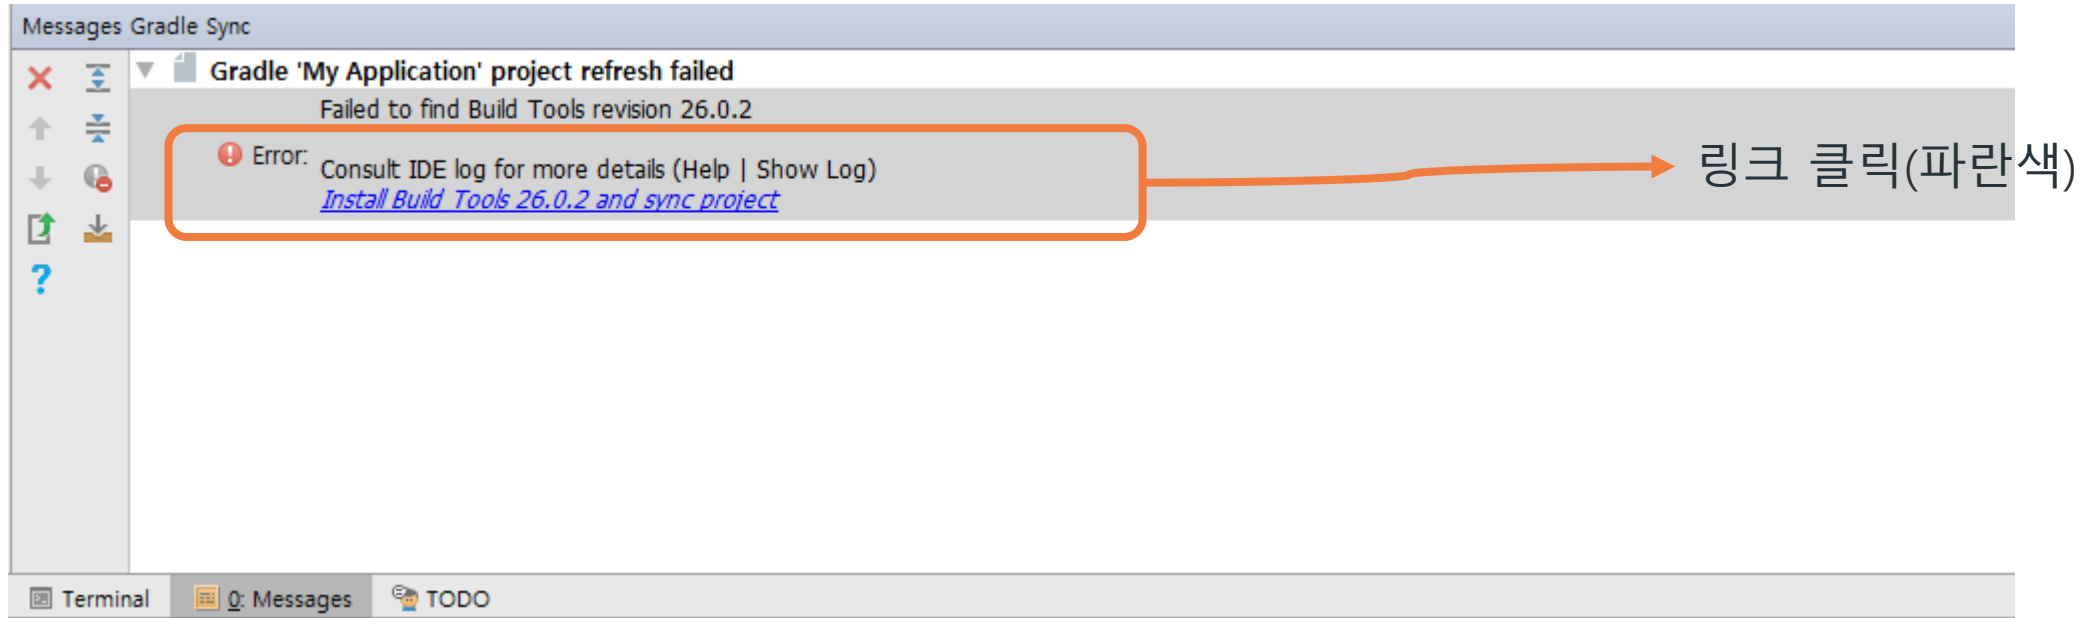 Messages Gradle Sync
Gradle 'My Application' project refresh failed
Failed to find Build Tools revision 26.0.2
Error:
Consult IDE log for more details (Help | Show Log)
Install Build Tools 26.0.2 and sync project
링크 클릭(파란색)
Terminal
0: Messages
TODO